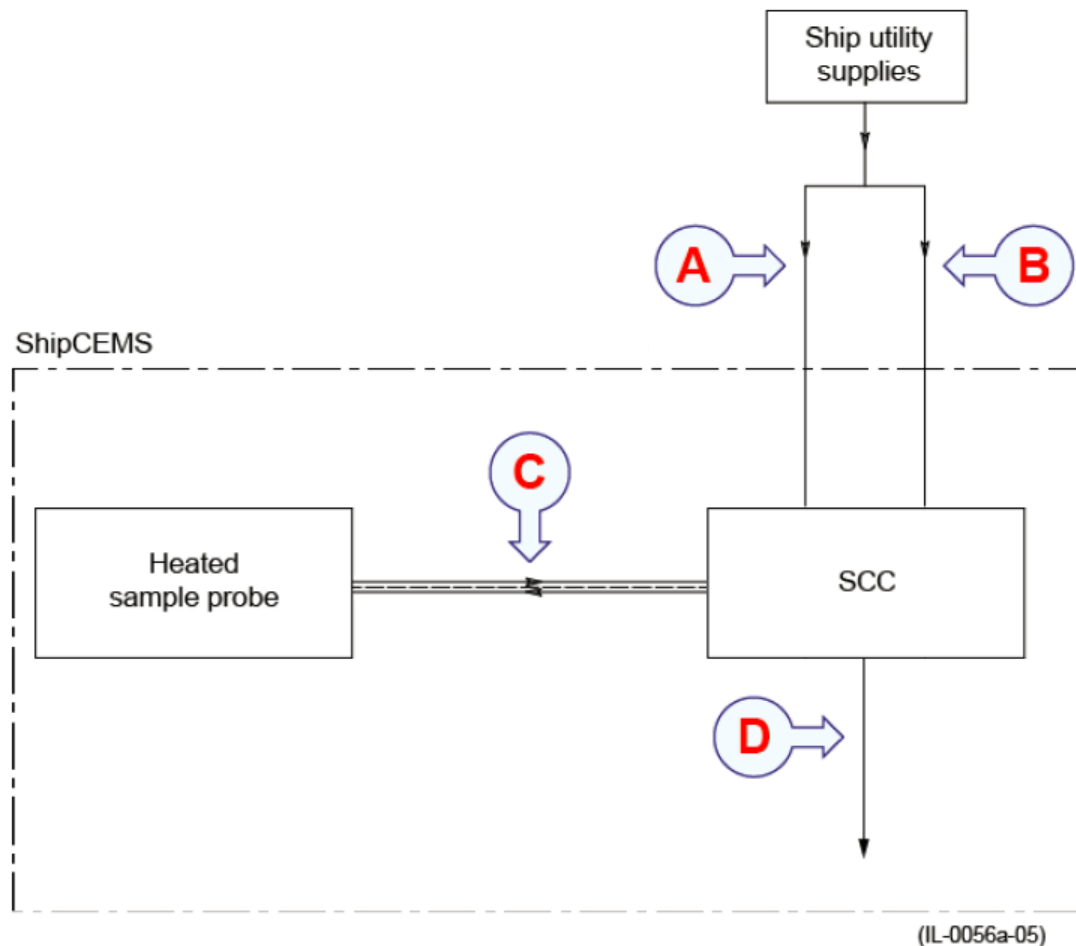 Ship utility
supplies
A
B
ShipCEMS
C
Heated
sample probe
SCC
D
(IL-0056a-05)